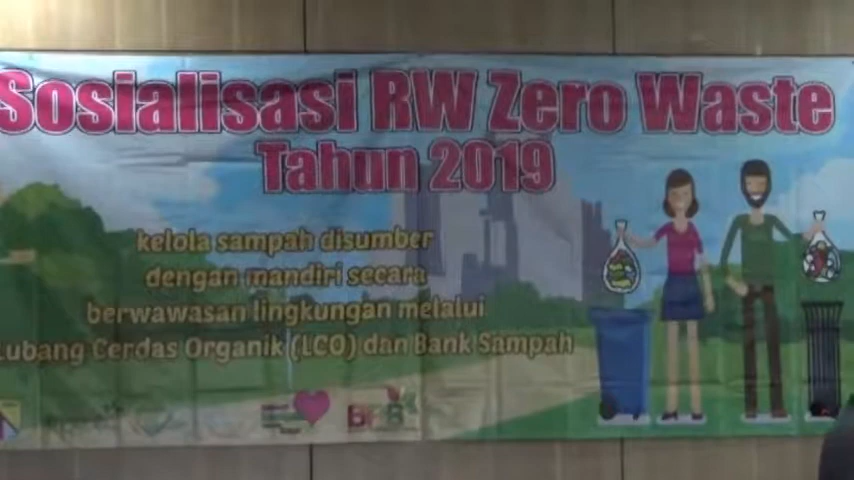 Sosialisasi RW Zero Waste
Tahun 2019
kelola sampah disumber
dengan mandiri secara
berwawasan lingkungan melalui
Lubang Cerdas Organik (LCO) dan Bank Sampah